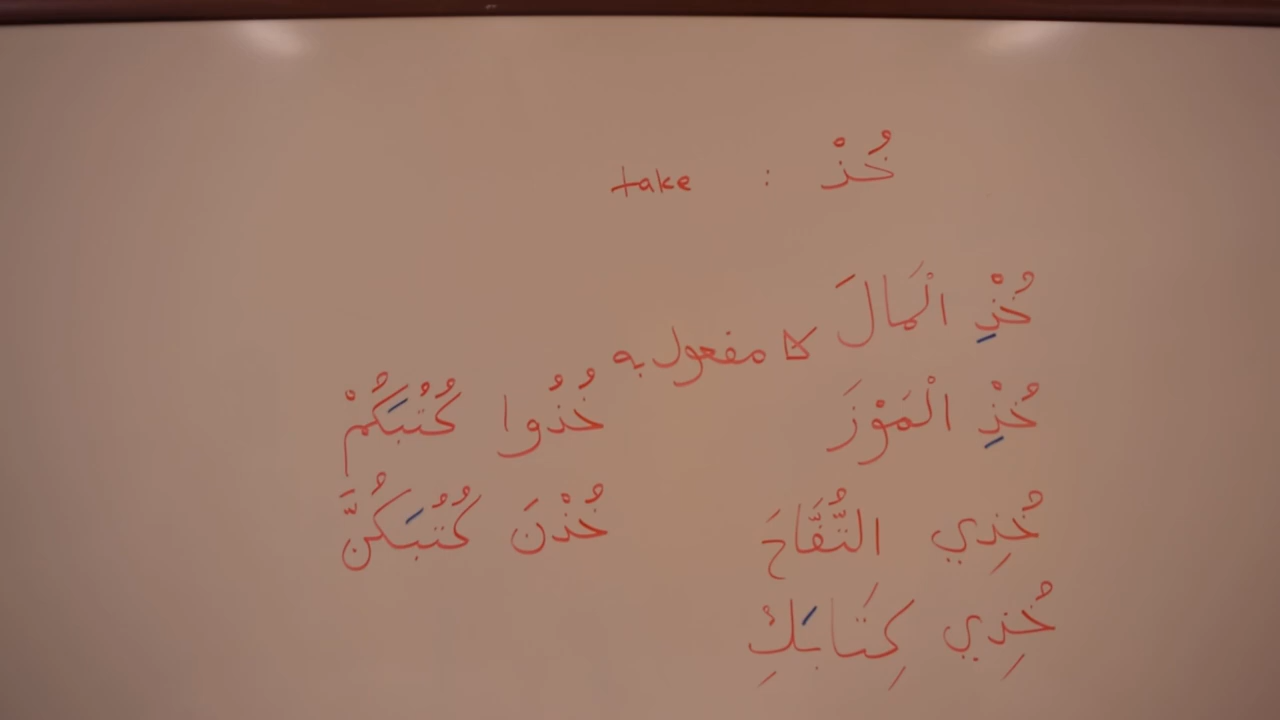 خُذْ : take
خُذِ الْمَالَ
كا مفعول به
خُذِ الْمَوْزَ
خُذِي التُّفَّاحَ
خُذِي كِتَابَكِ
خُذُوا كُتُبَكُمْ
خُذْنَ كُتُبَكُنَّ